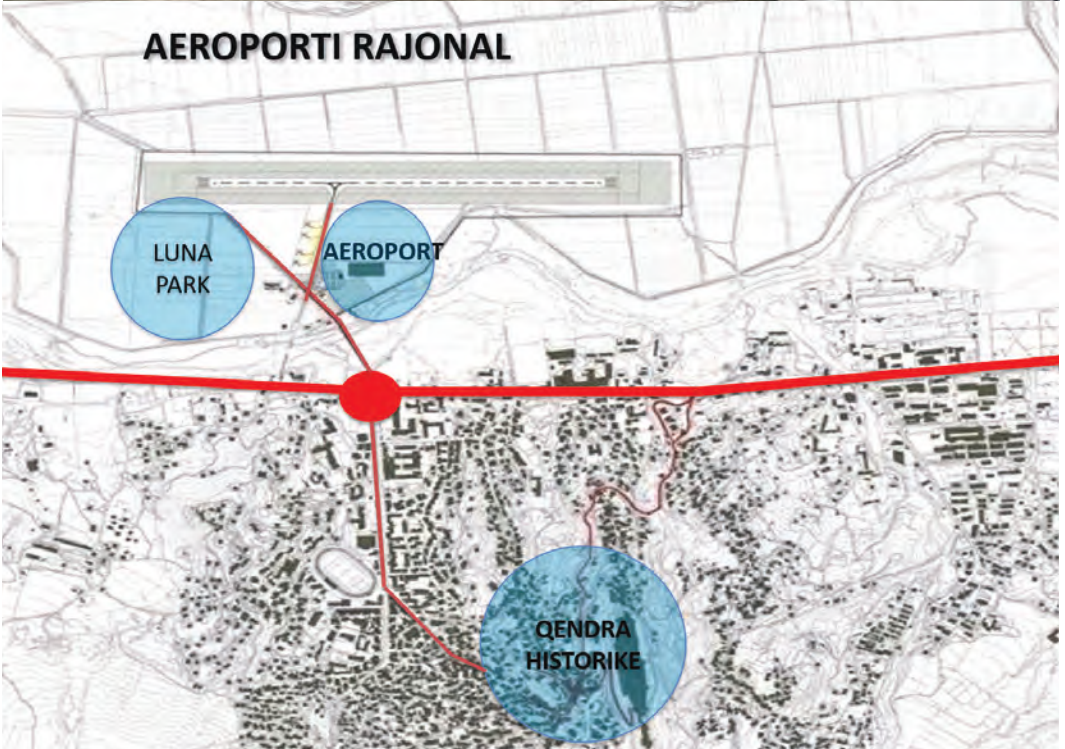 AEROPORTI RAJONAL
LUNA
PARK
AEROPORT
QENDRA
HISTORIKE